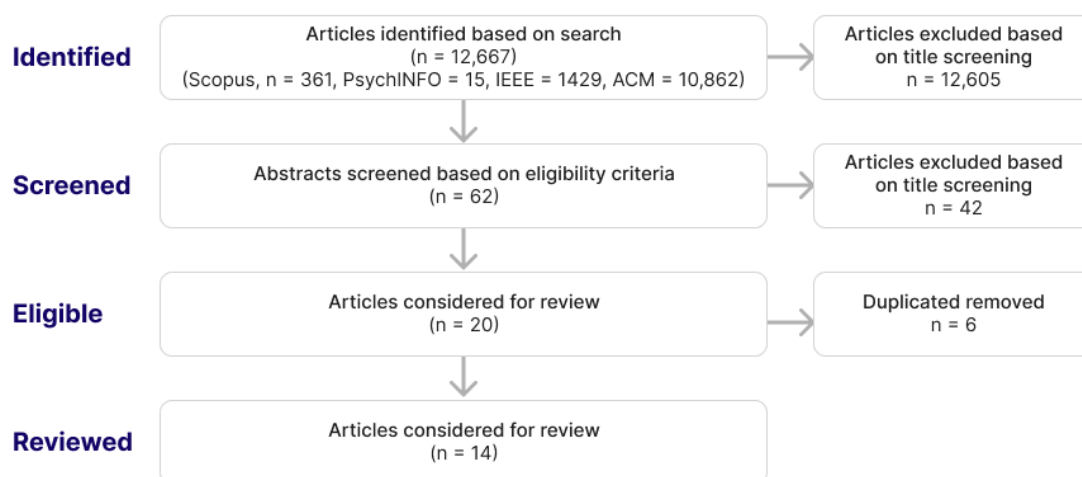 Identified
Articles identified based on search
(n = 12,667)
(Scopus, n = 361, PsychINFO = 15, IEEE = 1429, ACM = 10,862)
Articles excluded based
on title screening
n = 12,605
Screened
Abstracts screened based on eligibility criteria
(n = 62)
Articles excluded based
on title screening
n = 42
Eligible
Articles considered for review
(n = 20)
Duplicated removed
n = 6
Reviewed
Articles considered for review
(n = 14)